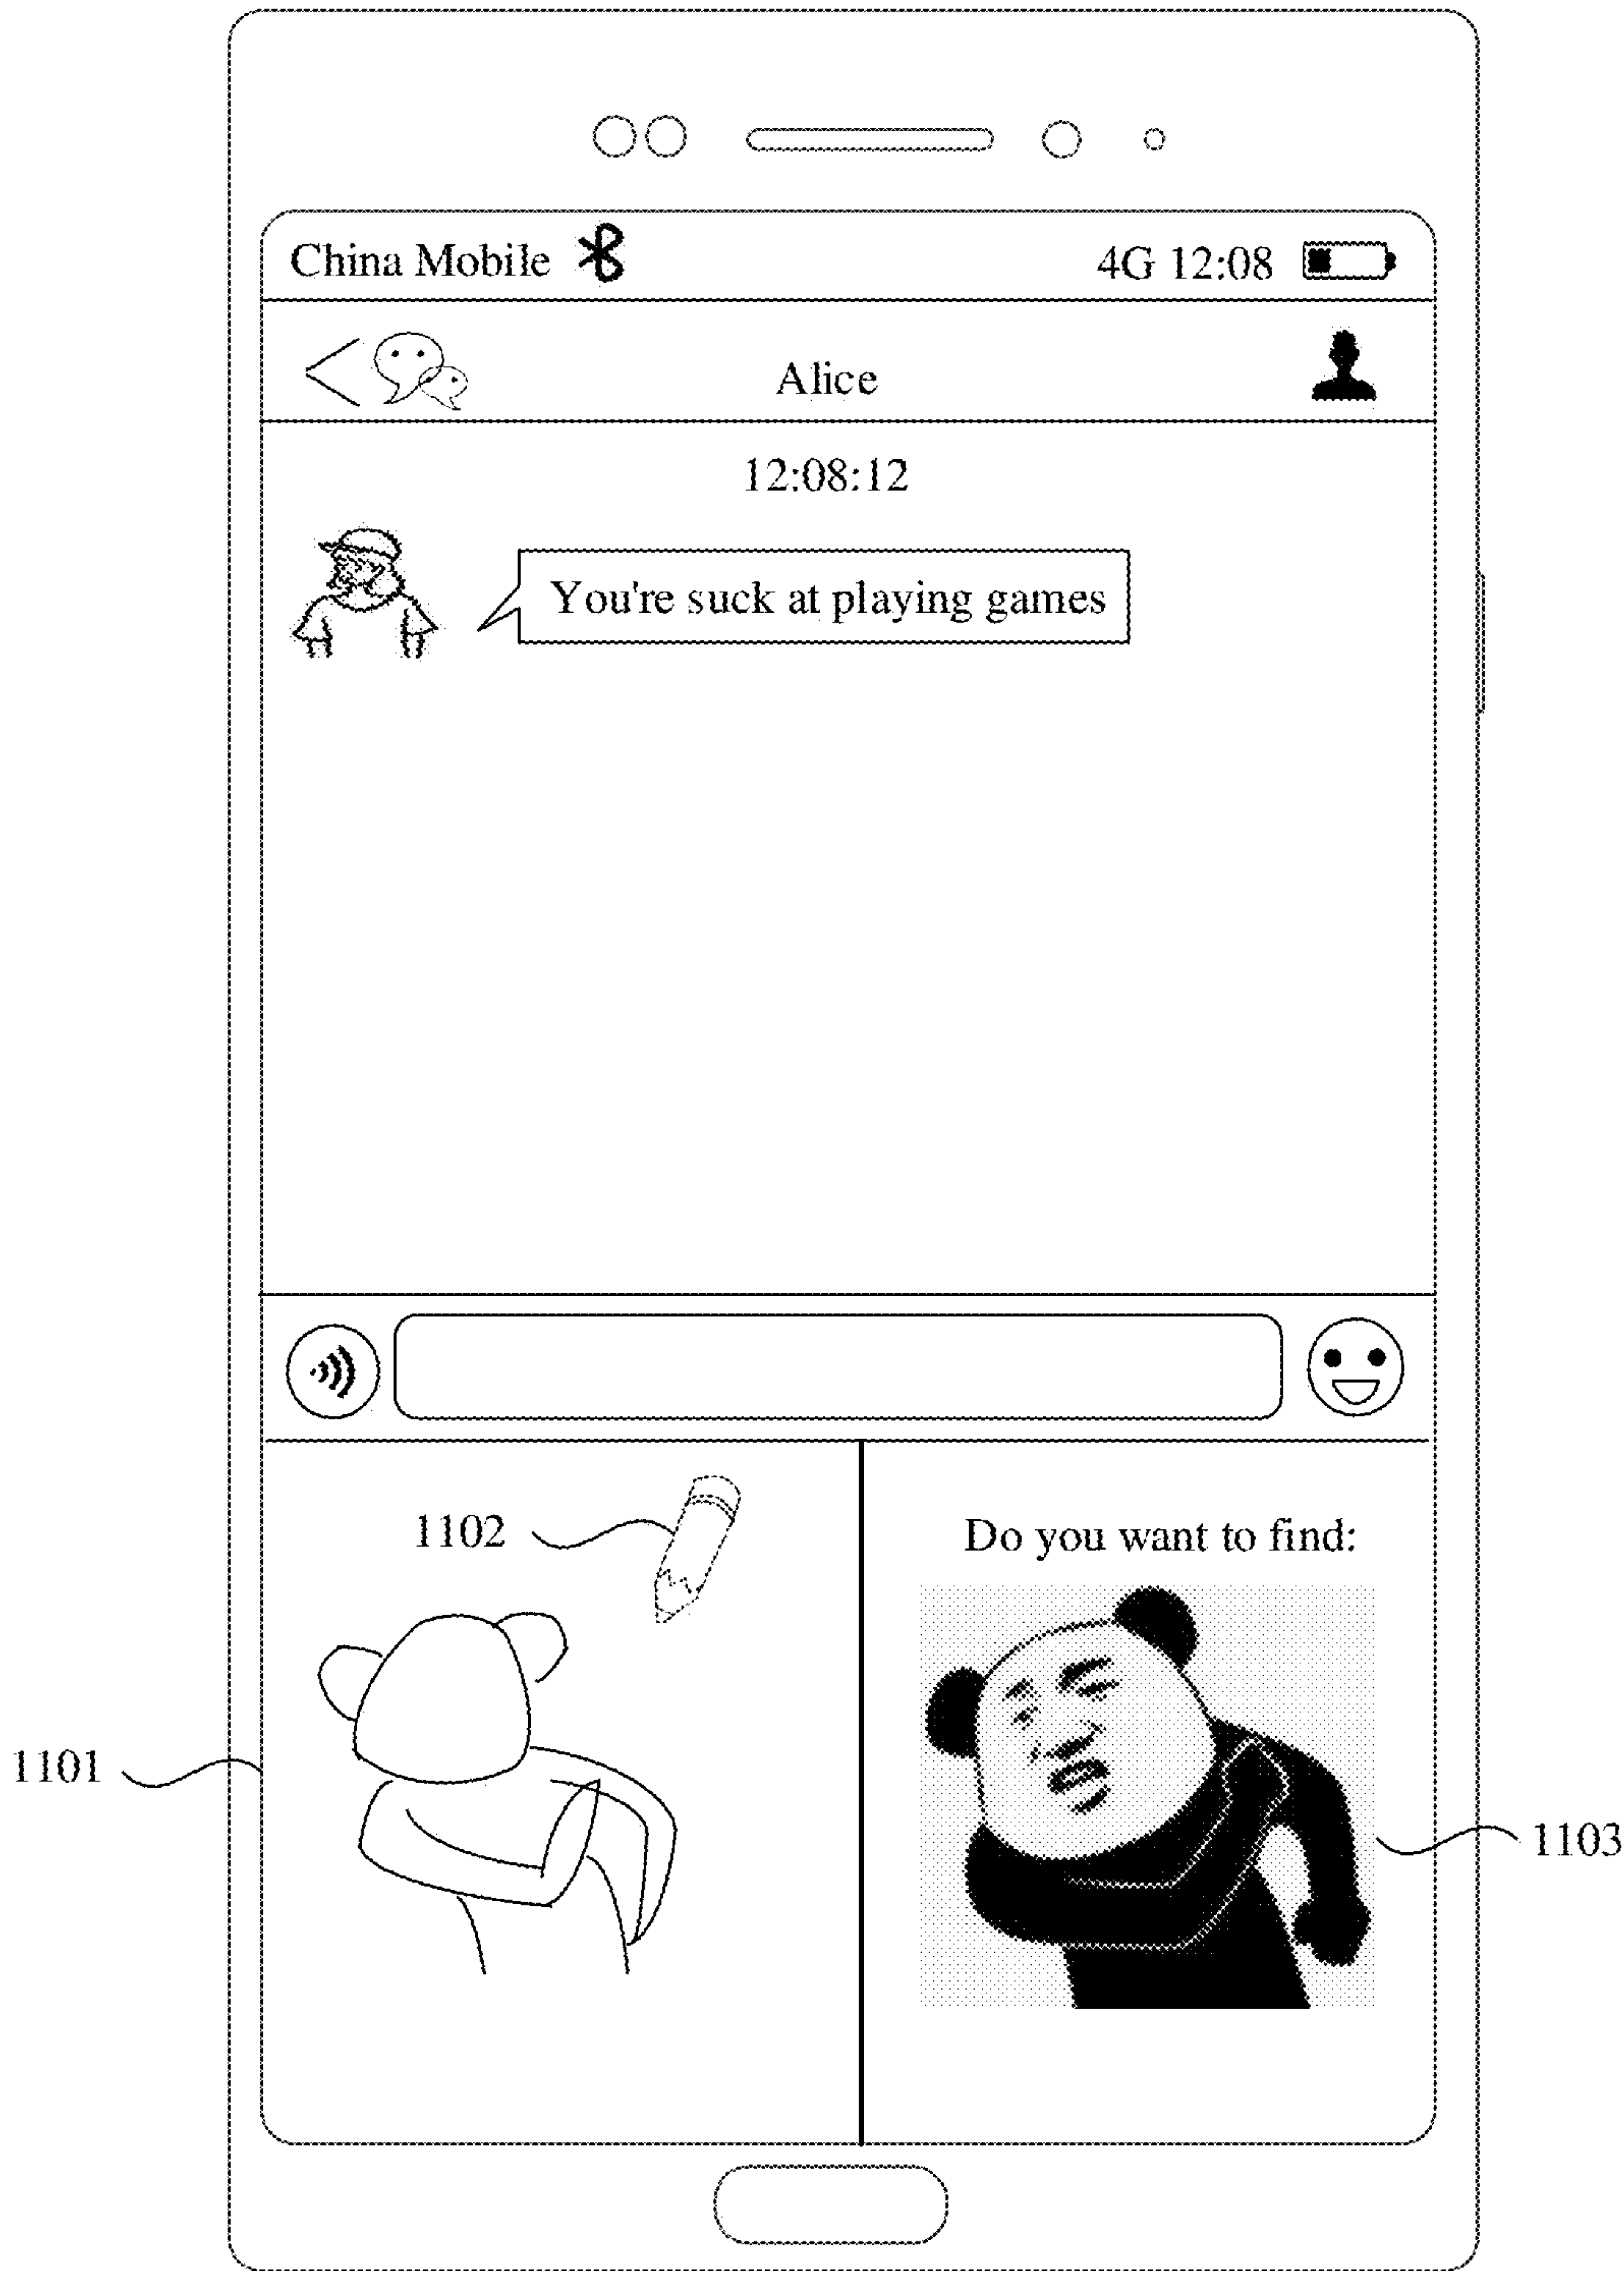 China Mobile 4G 12:08
Alice
12:08:12
You're suck at playing games
1102
Do you want to find:
1101
1103